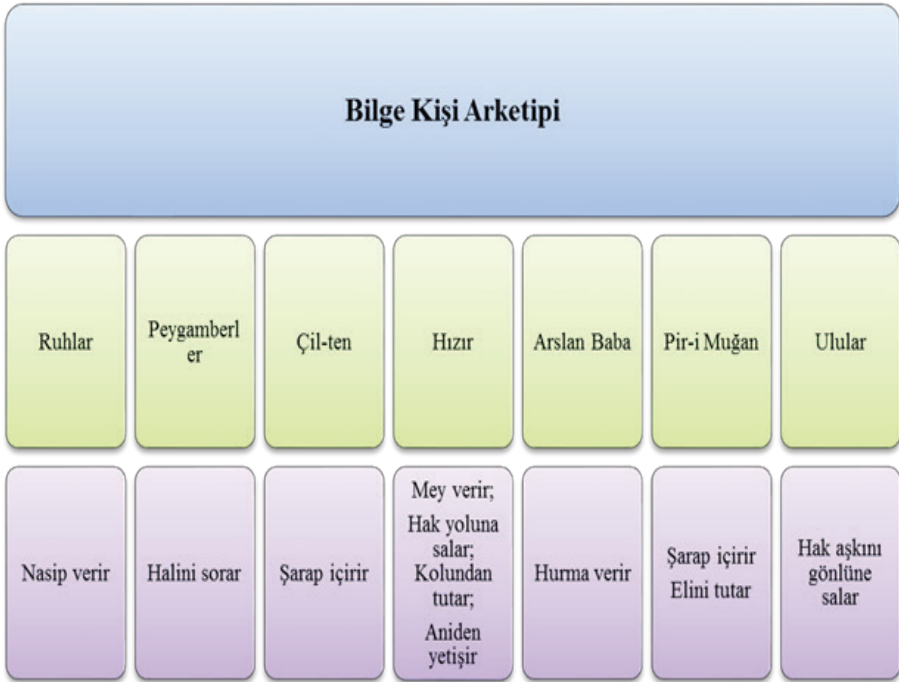 Bilge Kişi Arketipi
Ruhlar
Peygamberl
er
Çil-ten
Hızır
Arslan Baba
Pir-i Muğan
Ulular
Nasip verir
Halini sorar
Şarap içirir
Mey verir;
Hak yoluna
salar;
Kolundan
tutar;
Aniden
yetişir
Hurma verir
Şarap içirir
Elini tutar
Hak aşkını
gönlüne
salar